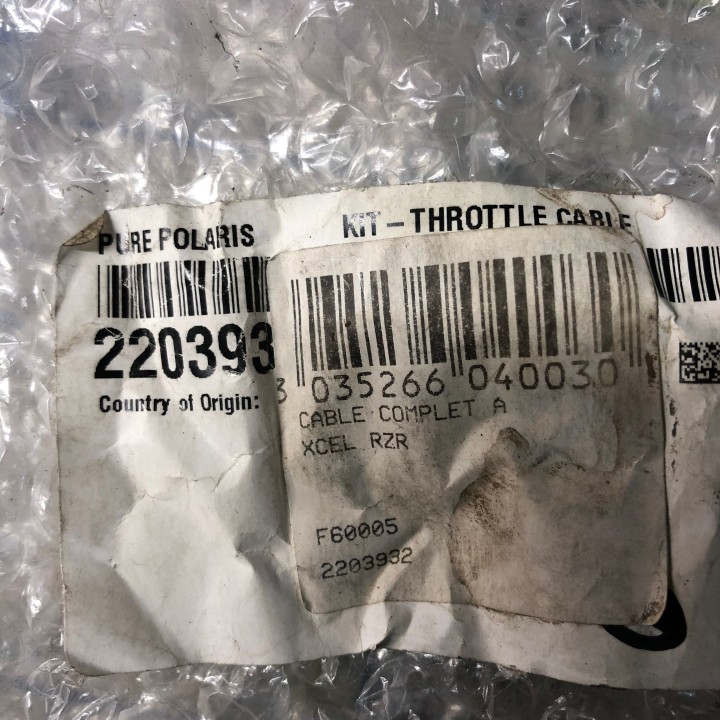 PURE POLARIS
KIT - THROTTLE CABLE
220393
Country of Origin:
3 035266 040030
CABLE COMPLET A
XCEL RZR
F60005
2203932